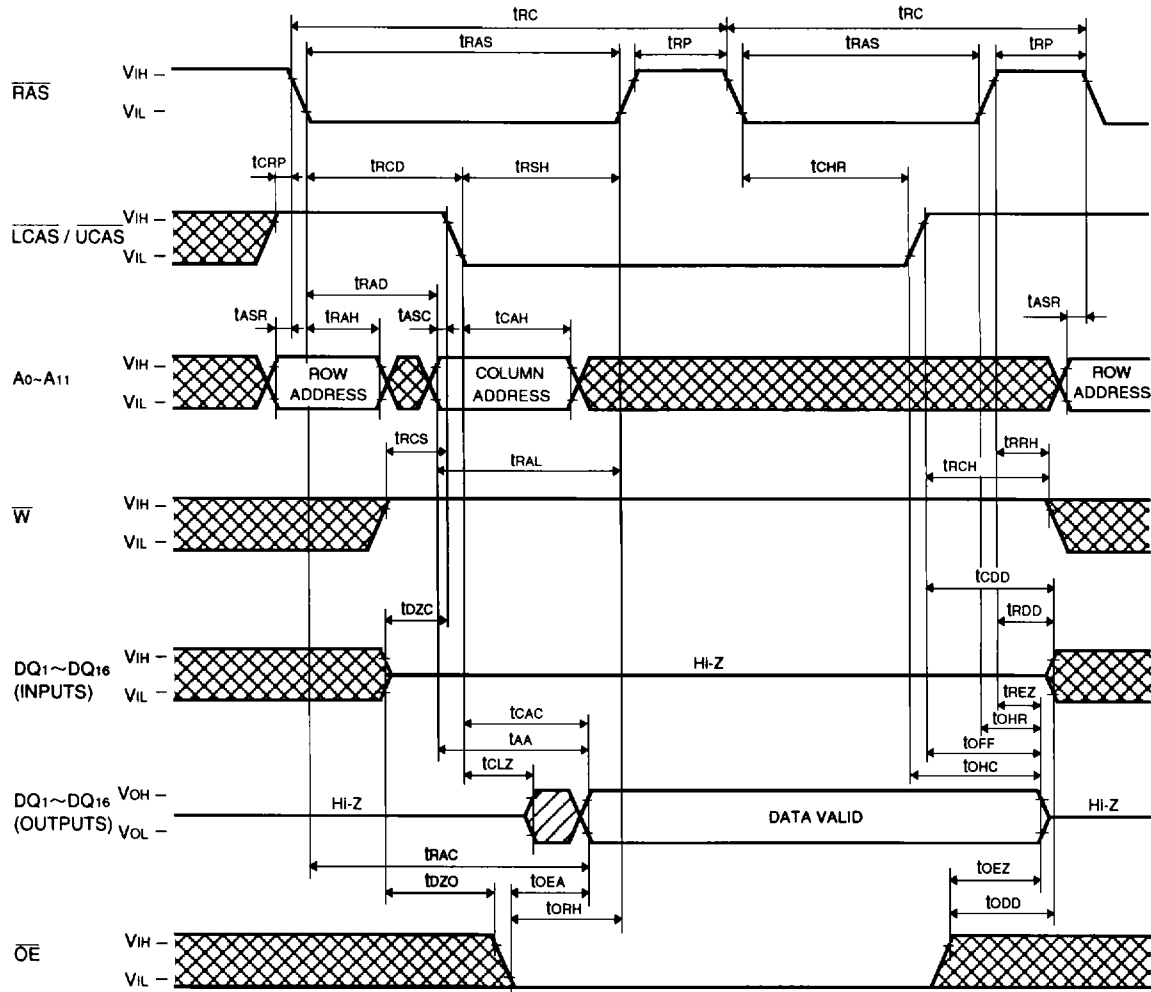 tRC tRC
tRAS tRP tRAS tRP
RAS VIH
VIL
tCRP tRCD tRSH tCHR
LCAS / UCAS VIH
VIL
tRAD
tASR tRAH tASC tCAH tASR
A0~A11 VIH
VIL
ROW ADDRESS
COLUMN ADDRESS
ROW ADDRESS
tRCS tRRH
tRAL tRCH
W VIH
VIL
tCDD
tDZC tRDD
DQ1~DQ16 (INPUTS) VIH
VIL
Hi-Z
tREZ
tCAC tOHR
tAA tOFF
tCLZ tOHC
DQ1~DQ16 (OUTPUTS) VOH
VOL
Hi-Z DATA VALID Hi-Z
tRAC
tDZO tOEA tOEZ
tORH tODD
OE VIH
VIL